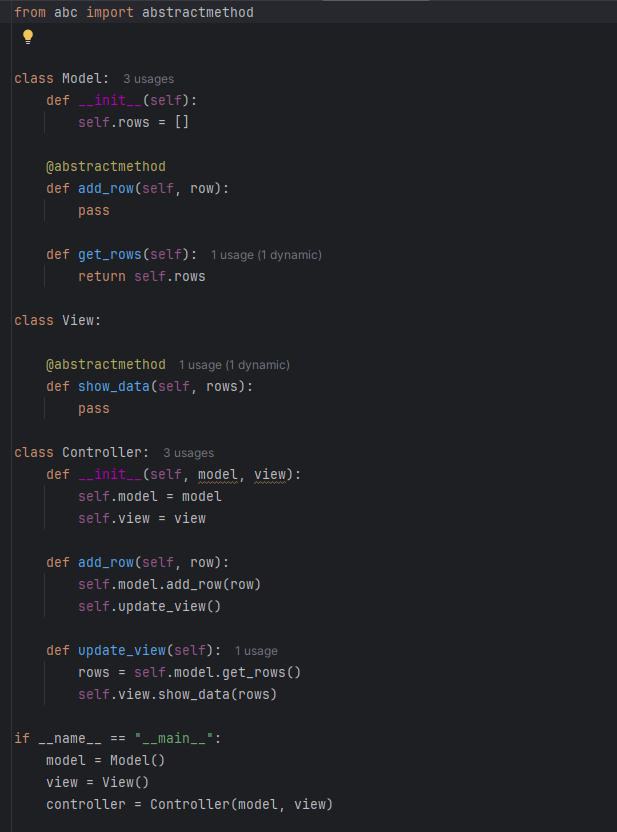 from abc import abstractmethod
class Model: 3 usages
    def __init__(self):
        self.rows = []
    @abstractmethod
    def add_row(self, row):
        pass
    def get_rows(self): 1 usage (1 dynamic)
        return self.rows
class View:
    @abstractmethod 1 usage (1 dynamic)
    def show_data(self, rows):
        pass
class Controller: 3 usages
    def __init__(self, model, view):
        self.model = model
        self.view = view
    def add_row(self, row):
        self.model.add_row(row)
        self.update_view()
    def update_view(self): 1 usage
        rows = self.model.get_rows()
        self.view.show_data(rows)
if __name__ == "__main__":
    model = Model()
    view = View()
    controller = Controller(model, view)